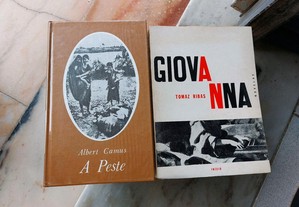 Albert Camus
A Peste
GIOVANNA
TOMAZ RIBAS